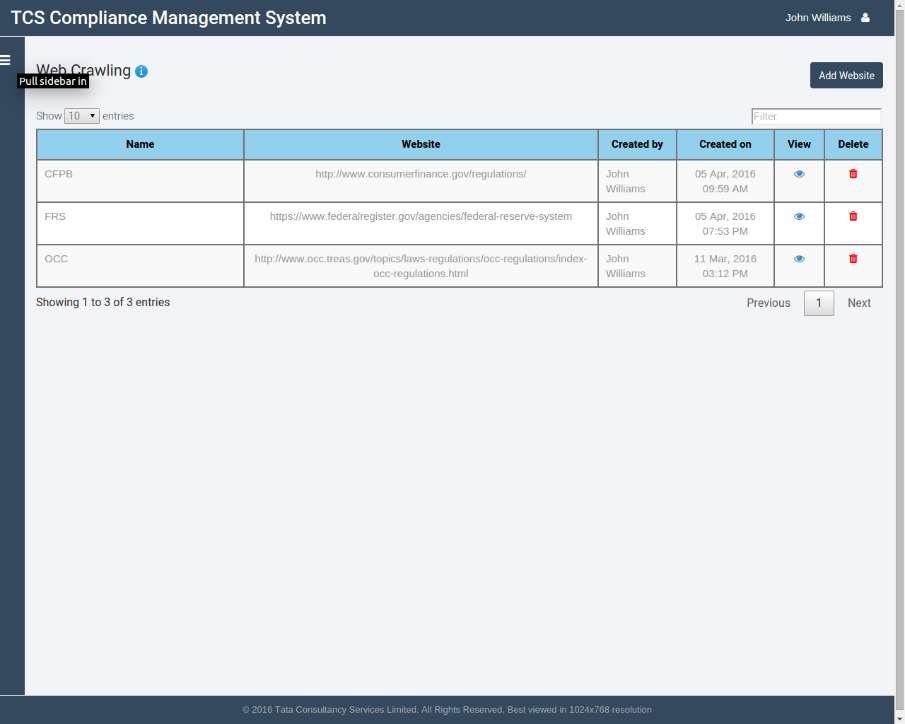 TCS Compliance Management System
John Williams
Web Crawling
Pull sidebar in
Add Website
Show 10 entries
Filter
Name Website Created by Created on View Delete
CFPB http://www.consumerfinance.gov/regulations/ John 05 Apr, 2016
Williams 09:59 AM
FRS https://www.federalregister.gov/agencies/federal-reserve-system John 05 Apr, 2016
Williams 07:53 PM
OCC http://www.occ.treas.gov/topics/laws-regulations/occ-regulations/index- John 11 Mar, 2016
occ-regulations.html Williams 03:12 PM
Showing 1 to 3 of 3 entries Previous 1 Next
© 2016 Tata Consultancy Services Limited. All Rights Reserved. Best viewed in 1024x768 resolution